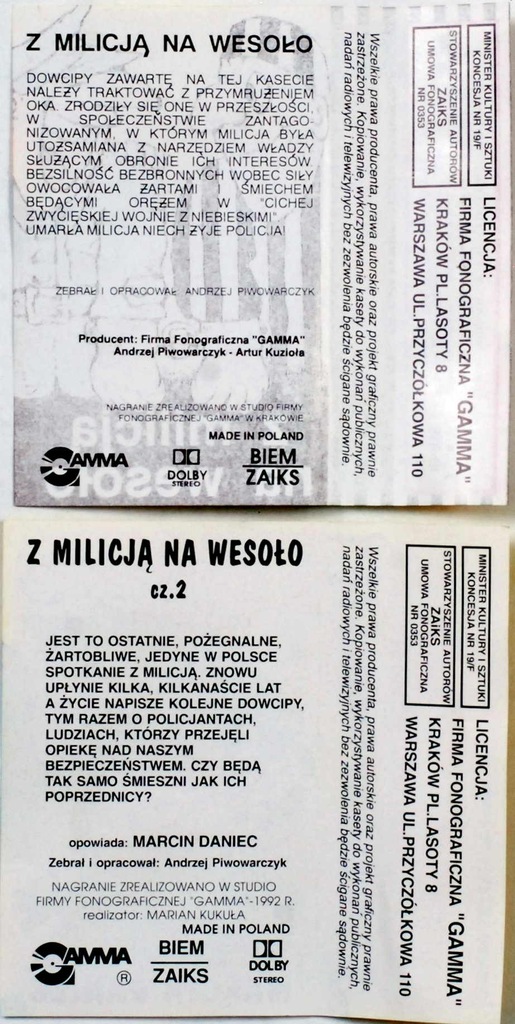 Z MILICJĄ NA WESOŁO
DOWCIPY ZAWARTE NA TEJ KASECIE
NALEŻY TRAKTOWAĆ Z PRZYMRUŻENIEM
OKA. ZRODZIŁY SIĘ ONE W PRZESZŁOŚCI,
W SPOŁECZEŃSTWIE ZANTAGO-
NIZOWANYM, W KTÓRYM MILICJA BYŁA
UTOŻSAMIANA Z NARZĘDZIEM WŁADZY
SŁUŻĄCYM OBRONIE ICH INTERESÓW.
BEZSILNOŚĆ BEZBRONNYCH WOBEC SIŁY
OWOCOWAŁA ŻARTAMI I ŚMIECHEM
BĘDĄCYMI ORĘŻEM W "CICHEJ
ZWYCIĘSKIEJ WOJNIE Z NIEBIESKIMI".
UMARŁA MILICJA NIECH ŻYJE POLICJA!
ZEBRAŁ I OPRACOWAŁ ANDRZEJ PIWOWARCZYK
Producent: Firma Fonograficzna "GAMMA"
Andrzej Piwowarczyk - Artur Kuzioła
NAGRANIE ZREALIZOWANO W STUDIO FIRMY
FONOGRAFICZNEJ "GAMMA" W KRAKOWIE
MADE IN POLAND
GAMMA
DOLBY
STEREO
BIEM
ZAIKS
Wszelkie prawa producenta, prawa autorskie oraz projekt graficzny prawnie
zastrzeżone. Kopiowanie, wykorzystywanie kasety do wykonań publicznych,
nadań radiowych i telewizyjnych bez zezwolenia będzie ścigane sądownie.
MINISTER KULTURY I SZTUKI
KONCESJA NR 19/F
STOWARZYSZENIE AUTORÓW
ZAiKS
UMOWA FONOGRAFICZNA
NR 0353
LICENCJA:
FIRMA FONOGRAFICZNA "GAMMA"
KRAKÓW PL.LASOTY 8
WARSZAWA UL.PRZYCZÓŁKOWA 110
Z MILICJĄ NA WESOŁO
cz.2
JEST TO OSTATNIE, POŻEGNALNE,
ŻARTOBLIWE, JEDYNE W POLSCE
SPOTKANIE Z MILICJĄ. ZNOWU
UPŁYNIE KILKA, KILKANAŚCIE LAT
A ŻYCIE NAPISZE KOLEJNE DOWCIPY,
TYM RAZEM O POLICJANTACH,
LUDZIACH, KTÓRZY PRZEJĘLI
OPIEKĘ NAD NASZYM
BEZPIECZEŃSTWEM. CZY BĘDĄ
TAK SAMO ŚMIESZNI JAK ICH
POPRZEDNICY?
opowiada: MARCIN DANIEC
Zebrał i opracował: Andrzej Piwowarczyk
NAGRANIE ZREALIZOWANO W STUDIO
FIRMY FONOGRAFICZNEJ "GAMMA"-1992 R.
realizator: MARIAN KUKUŁA
MADE IN POLAND
GAMMA
®
BIEM
ZAIKS
DOLBY
STEREO
Wszelkie prawa producenta, prawa autorskie oraz projekt graficzny prawnie
zastrzeżone. Kopiowanie, wykorzystywanie kasety do wykonań publicznych,
nadań radiowych i telewizyjnych bez zezwolenia będzie ścigane sądownie.
MINISTER KULTURY I SZTUKI
KONCESJA NR 19/F
STOWARZYSZENIE AUTORÓW
ZAiKS
UMOWA FONOGRAFICZNA
NR 0353
LICENCJA:
FIRMA FONOGRAFICZNA "GAMMA"
KRAKÓW PL.LASOTY 8
WARSZAWA UL.PRZYCZÓŁKOWA 110